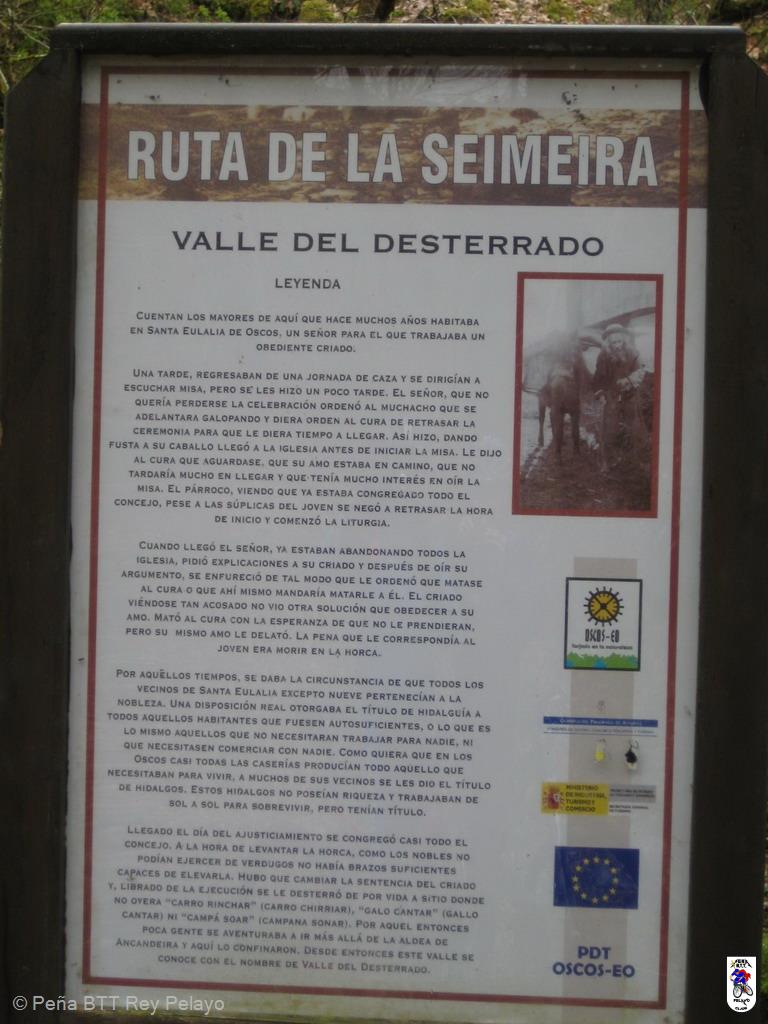 RUTA DE LA SEIMEIRA
VALLE DEL DESTERRADO
LEYENDA
CUENTAN LOS MAYORES DE AQUÍ QUE HACE MUCHOS AÑOS HABITABA
EN SANTA EULALIA DE OSCOS, UN SEÑOR PARA EL QUE TRABAJABA UN
OBEDIENTE CRIADO.
UNA TARDE, REGRESABAN DE UNA JORNADA DE CAZA Y SE DIRIGÍAN A
ESCUCHAR MISA, PERO SE LES HIZO UN POCO TARDE. EL SEÑOR, QUE NO
QUERÍA PERDERSE LA CELEBRACIÓN ORDENÓ AL MUCHACHO QUE SE
ADELANTARA GALOPANDO Y DIERA ORDEN AL CURA DE RETRASAR LA
CEREMONIA PARA QUE LE DIERA TIEMPO A LLEGAR. ASÍ HIZO, DANDO
FUSTA A SU CABALLO LLEGÓ A LA IGLESIA ANTES DE INICIAR LA MISA. LE DIJO
AL CURA QUE AGUARDASE, QUE SU AMO ESTABA EN CAMINO, QUE NO
TARDARÍA MUCHO EN LLEGAR Y QUE TENÍA MUCHO INTERÉS EN OÍR LA
MISA. EL PÁRROCO, VIENDO QUE YA ESTABA CONGREGADO TODO EL
CONCEJO, PESE A LAS SÚPLICAS DEL JOVEN SE NEGÓ A RETRASAR LA HORA
DE INICIO Y COMENZÓ LA LITURGIA.
CUANDO LLEGÓ EL SEÑOR, YA ESTABAN ABANDONANDO TODOS LA
IGLESIA, PIDIÓ EXPLICACIONES A SU CRIADO Y DESPUÉS DE OÍR SU
ARGUMENTO, SE ENFURECIÓ DE TAL MODO QUE LE ORDENÓ QUE MATASE
AL CURA O QUE AHÍ MISMO MANDARÍA MATARLE A ÉL. EL CRIADO
VIÉNDOSE TAN ACOSADO NO VIO OTRA SOLUCIÓN QUE OBEDECER A SU
AMO. MATÓ AL CURA CON LA ESPERANZA DE QUE NO LE PRENDIERAN,
PERO SU MISMO AMO LE DELATÓ. LA PENA QUE LE CORRESPONDÍA AL
JOVEN ERA MORIR EN LA HORCA.
POR AQUELLOS TIEMPOS, SE DABA LA CIRCUNSTANCIA DE QUE TODOS LOS
VECINOS DE SANTA EULALIA EXCEPTO NUEVE PERTENECÍAN A LA
NOBLEZA. UNA DISPOSICIÓN REAL OTORGABA EL TÍTULO DE HIDALGUÍA A
TODOS AQUELLOS HABITANTES QUE FUESEN AUTOSUFICIENTES, O LO QUE ES
LO MISMO AQUELLOS QUE NO NECESITARAN TRABAJAR PARA NADIE, NI
QUE NECESITASEN COMERCIAR CON NADIE. COMO QUIERA QUE EN LOS
OSCOS CASI TODAS LAS CASERÍAS PRODUCÍAN TODO AQUELLO QUE
NECESITABAN PARA VIVIR, A MUCHOS DE SUS VECINOS SE LES DIO EL TÍTULO
DE HIDALGOS. ESTOS HIDALGOS NO POSEÍAN RIQUEZA Y TRABAJABAN DE
SOL A SOL PARA SOBREVIVIR, PERO TENÍAN TÍTULO.
LLEGADO EL DÍA DEL AJUSTICIAMIENTO SE CONGREGÓ CASI TODO EL
CONCEJO. A LA HORA DE LEVANTAR LA HORCA, COMO LOS NOBLES NO
PODÍAN EJERCER DE VERDUGOS NO HABÍA BRAZOS SUFICIENTES
CAPACES DE ELEVARLA. HUBO QUE CAMBIAR LA SENTENCIA DEL CRIADO
Y, LIBRADO DE LA EJECUCIÓN SE LE DESTERRÓ DE POR VIDA A SITIO DONDE
NO OYERA "CARRO RINCHAR" (CARRO CHIRRIAR), "GALO CANTAR" (GALLO
CANTAR) NI "CAMPÁ SOAR" (CAMPANA SONAR). POR AQUEL ENTONCES
POCA GENTE SE AVENTURABA A IR MÁS ALLÁ DE LA ALDEA DE
ANCANDEIRA Y AQUÍ LO CONFINARON. DESDE ENTONCES ESTE VALLE SE
CONOCE CON EL NOMBRE DE VALLE DEL DESTERRADO.
OSCOS-EO
forjado en la naturaleza
MINISTERIO
DE INDUSTRIA,
TURISMO Y
COMERCIO
PDT
OSCOS-EO
© Peña BTT Rey Pelayo